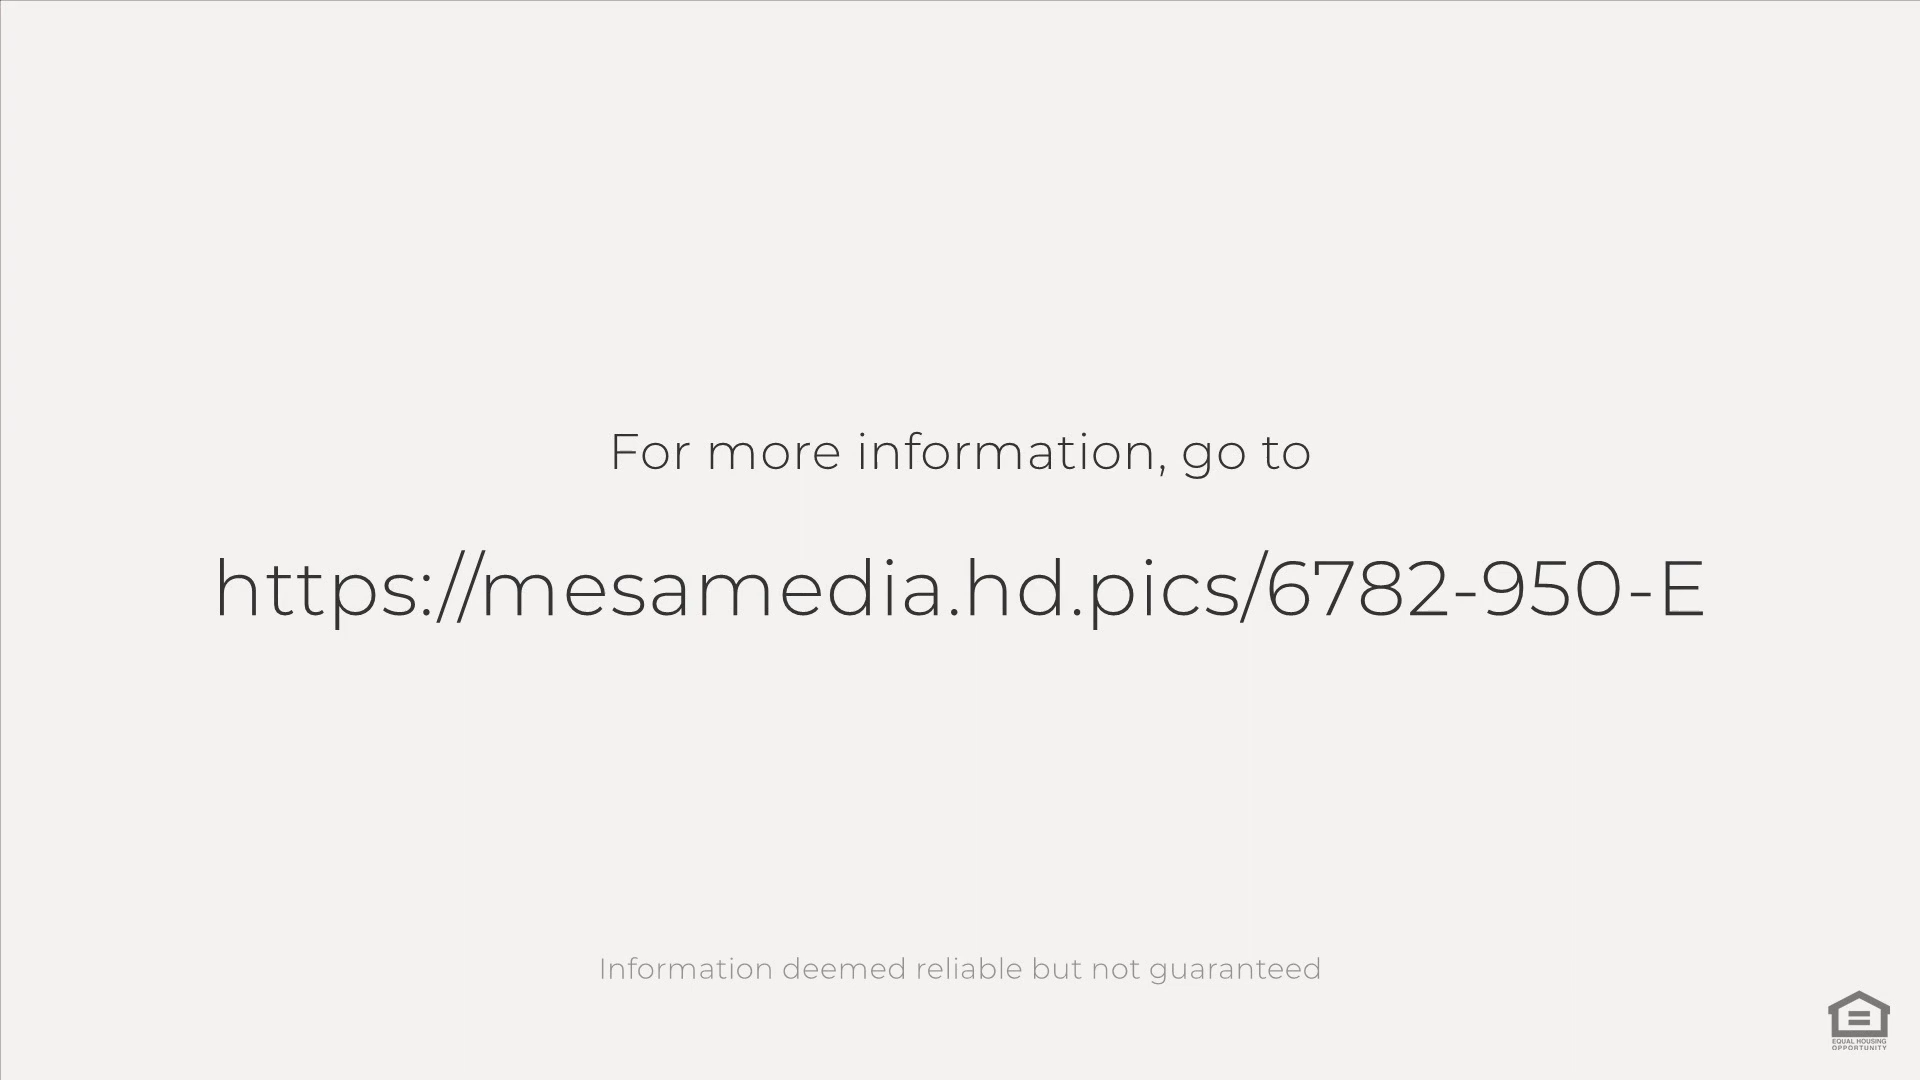 For more information, go to
https://mesamedia.hd.pics/6782-950-E
Information deemed reliable but not guaranteed
EQUAL HOUSING
OPPORTUNITY